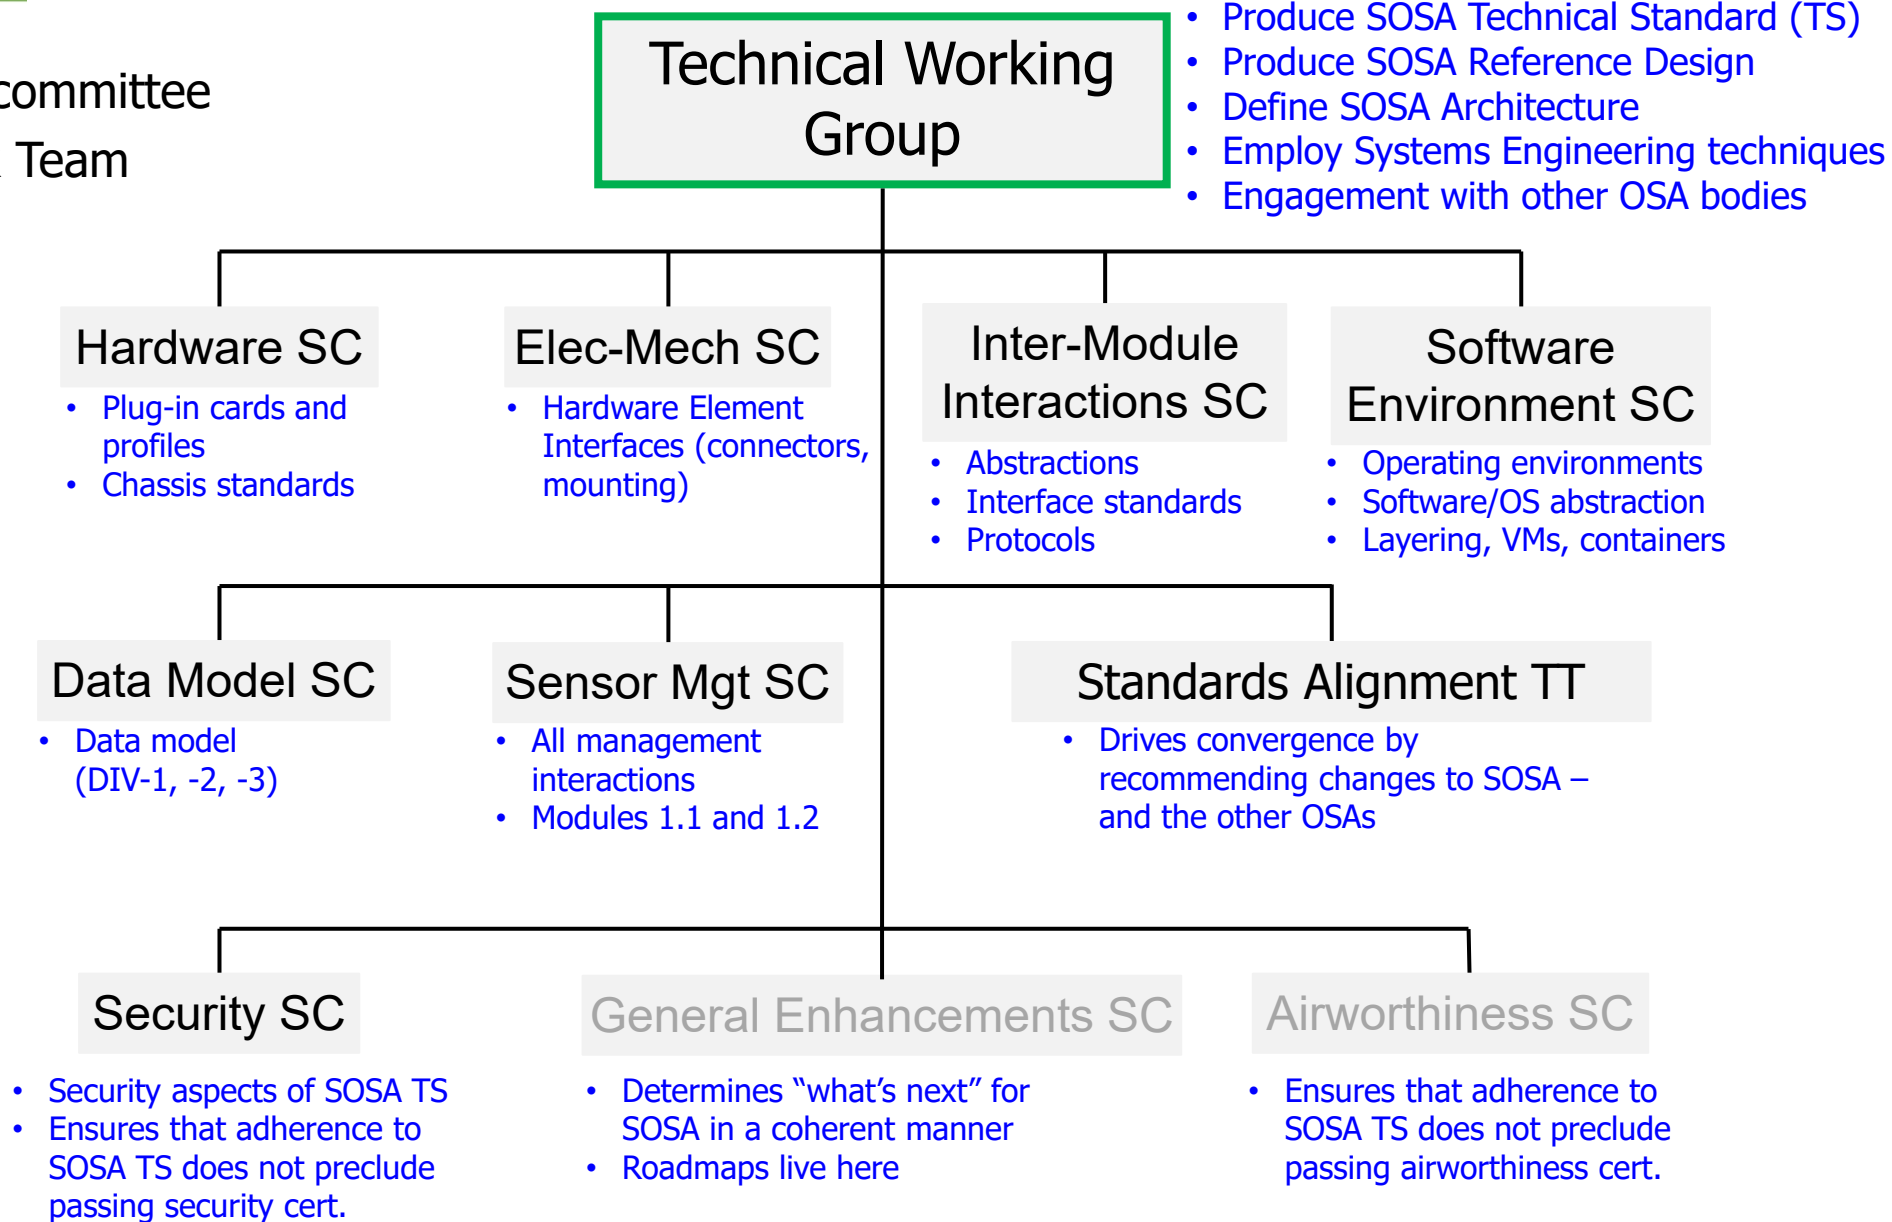 committee
Team
Technical Working
Group
• Produce SOSA Technical Standard (TS)
• Produce SOSA Reference Design
• Define SOSA Architecture
• Employ Systems Engineering techniques
• Engagement with other OSA bodies
Hardware SC
• Plug-in cards and
profiles
• Chassis standards
Elec-Mech SC
• Hardware Element
Interfaces (connectors,
mounting)
Inter-Module
Interactions SC
• Abstractions
• Interface standards
• Protocols
Software
Environment SC
• Operating environments
• Software/OS abstraction
• Layering, VMs, containers
Data Model SC
• Data model
(DIV-1, -2, -3)
Sensor Mgt SC
• All management
interactions
• Modules 1.1 and 1.2
Standards Alignment TT
• Drives convergence by
recommending changes to SOSA –
and the other OSAs
Security SC
• Security aspects of SOSA TS
• Ensures that adherence to
SOSA TS does not preclude
passing security cert.
General Enhancements SC
• Determines “what’s next” for
SOSA in a coherent manner
• Roadmaps live here
Airworthiness SC
• Ensures that adherence to
SOSA TS does not preclude
passing airworthiness cert.